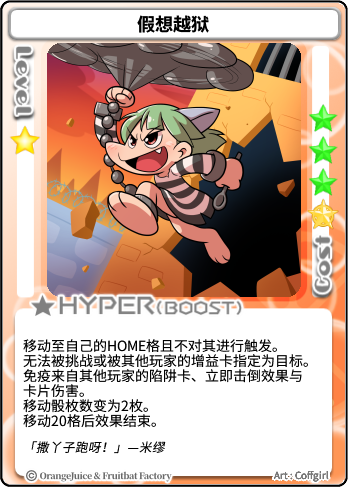 假想越狱
Level
Cost
HYPER(BOOST)
移动至自己的HOME格且不对其进行触发。
无法被挑战或被其他玩家的增益卡指定为目标。
免疫来自其他玩家的陷阱卡、立即击倒效果与
卡片伤害。
移动骰枚数变为2枚。
移动20格后效果结束。
「撒丫子跑呀！」—米缪
© OrangeJuice & Fruitbat Factory
Art: Coffgirl